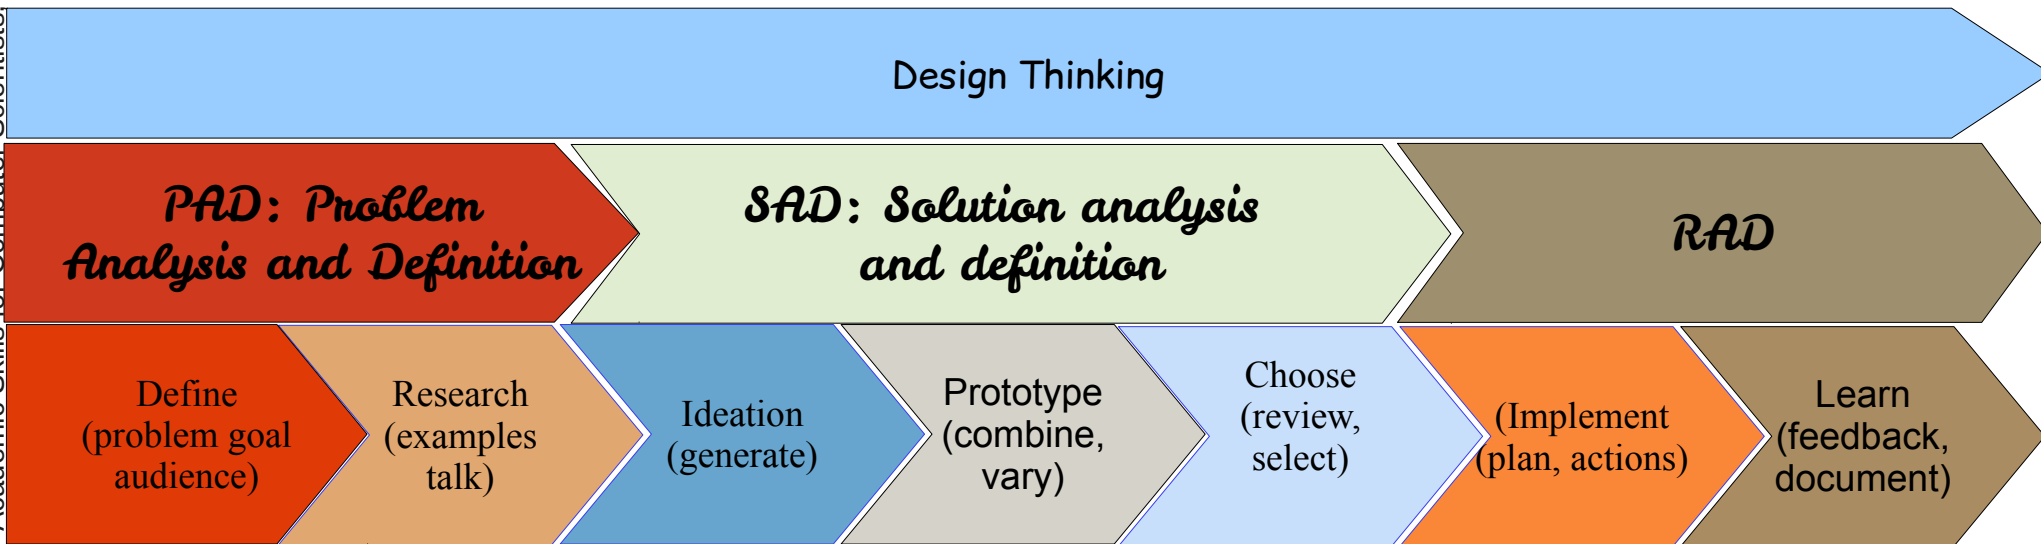 Design Thinking
PAD: Problem
Analysis and Definition
SAD: Solution analysis
and definition
RAD
Define
(problem goal
audience)
Research
(examples
talk)
Ideation
(generate)
Prototype
(combine,
vary)
Choose
(review,
select)
(Implement
(plan, actions)
Learn
(feedback,
document)